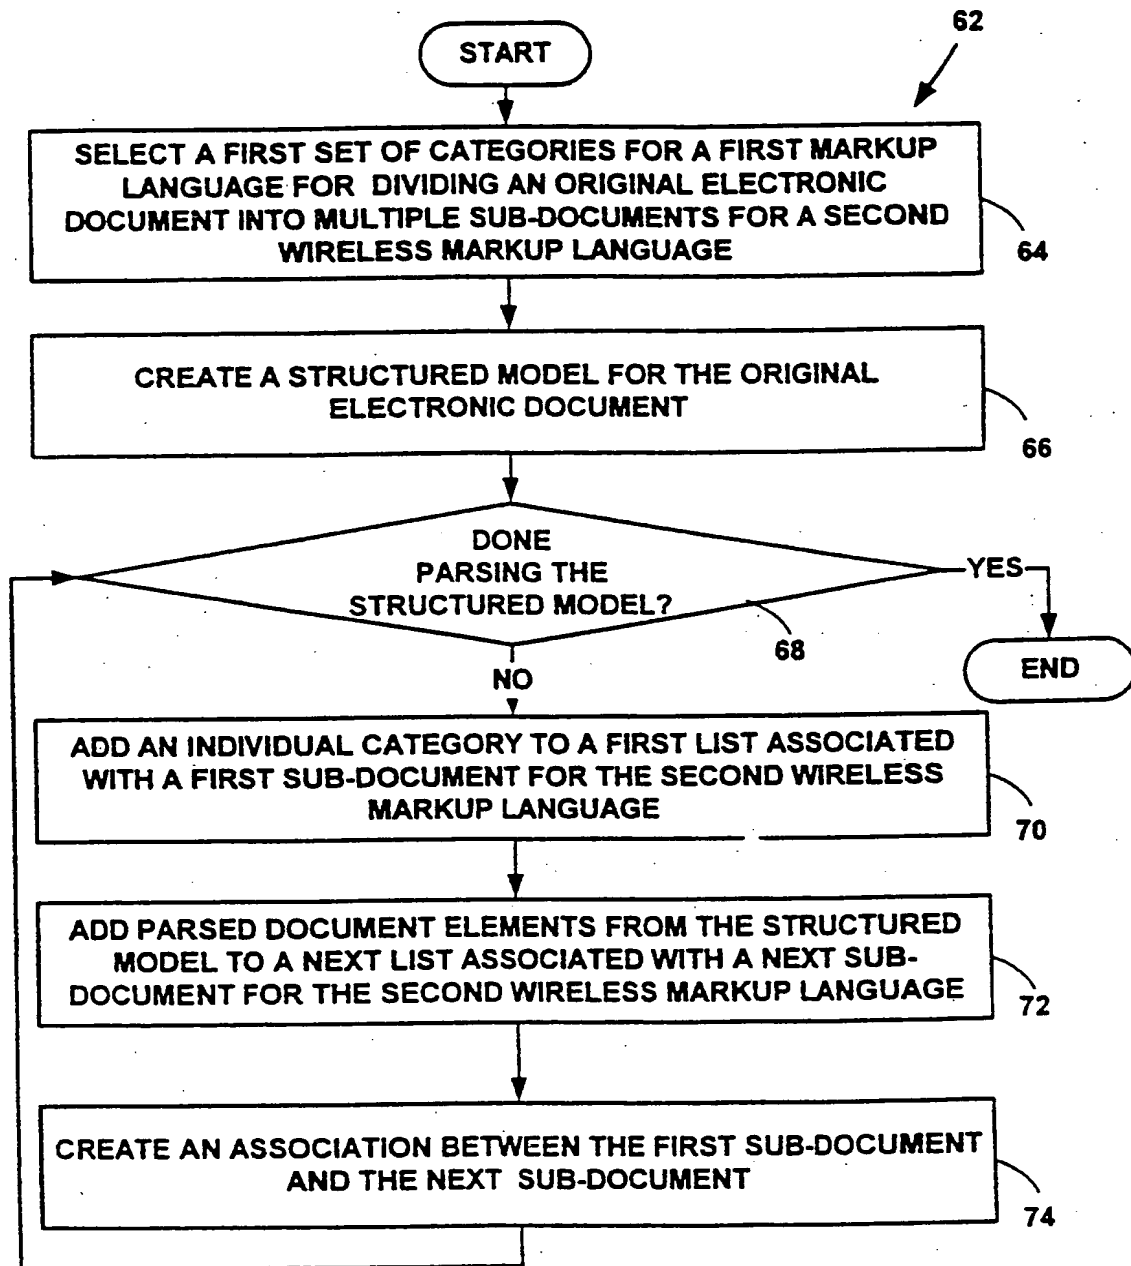 62
START
SELECT A FIRST SET OF CATEGORIES FOR A FIRST MARKUP
LANGUAGE FOR DIVIDING AN ORIGINAL ELECTRONIC
DOCUMENT INTO MULTIPLE SUB-DOCUMENTS FOR A SECOND
WIRELESS MARKUP LANGUAGE
64
CREATE A STRUCTURED MODEL FOR THE ORIGINAL
ELECTRONIC DOCUMENT
66
DONE
PARSING THE
STRUCTURED MODEL?
YES
68
END
NO
ADD AN INDIVIDUAL CATEGORY TO A FIRST LIST ASSOCIATED
WITH A FIRST SUB-DOCUMENT FOR THE SECOND WIRELESS
MARKUP LANGUAGE
70
ADD PARSED DOCUMENT ELEMENTS FROM THE STRUCTURED
MODEL TO A NEXT LIST ASSOCIATED WITH A NEXT SUB-
DOCUMENT FOR THE SECOND WIRELESS MARKUP LANGUAGE
72
CREATE AN ASSOCIATION BETWEEN THE FIRST SUB-DOCUMENT
AND THE NEXT SUB-DOCUMENT
74